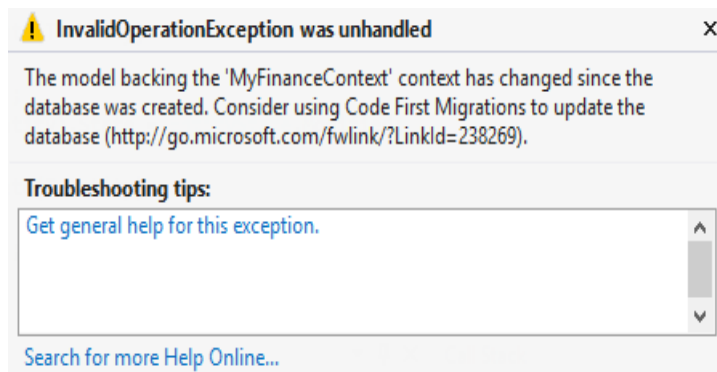 InvalidOperationException was unhandled
The model backing the 'MyFinanceContext' context has changed since the
database was created. Consider using Code First Migrations to update the
database (http://go.microsoft.com/fwlink/?LinkId=238269).
Troubleshooting tips:
Get general help for this exception.
Search for more Help Online...